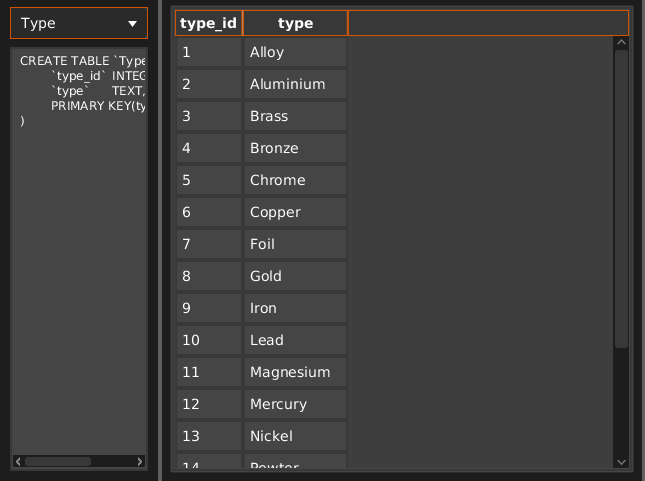 Type
CREATE TABLE `Type
`type_id` INTEG
`type` TEXT,
PRIMARY KEY(ty
)
type_id type
1 Alloy
2 Aluminium
3 Brass
4 Bronze
5 Chrome
6 Copper
7 Foil
8 Gold
9 Iron
10 Lead
11 Magnesium
12 Mercury
13 Nickel
14 Pewter